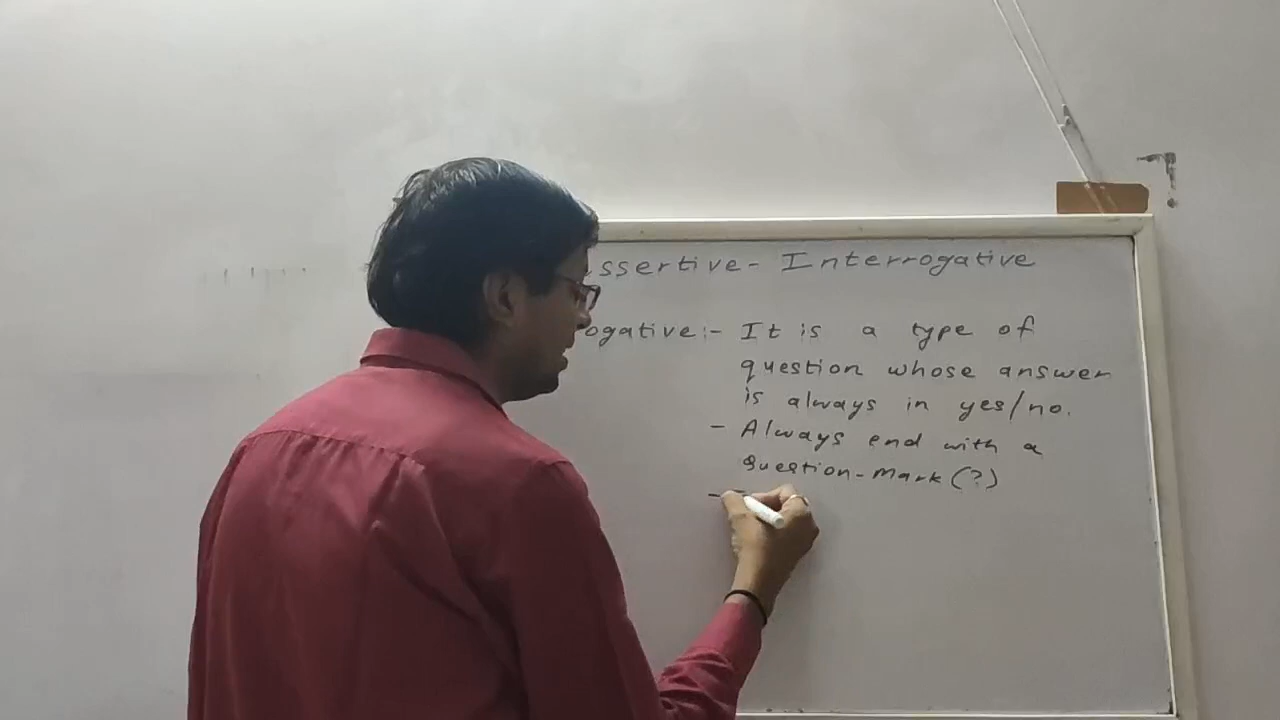 ssertive - Interrogative
ogative :- It is a type of
question whose answer
is always in yes/no.
- Always end with a
question-mark (?)
-